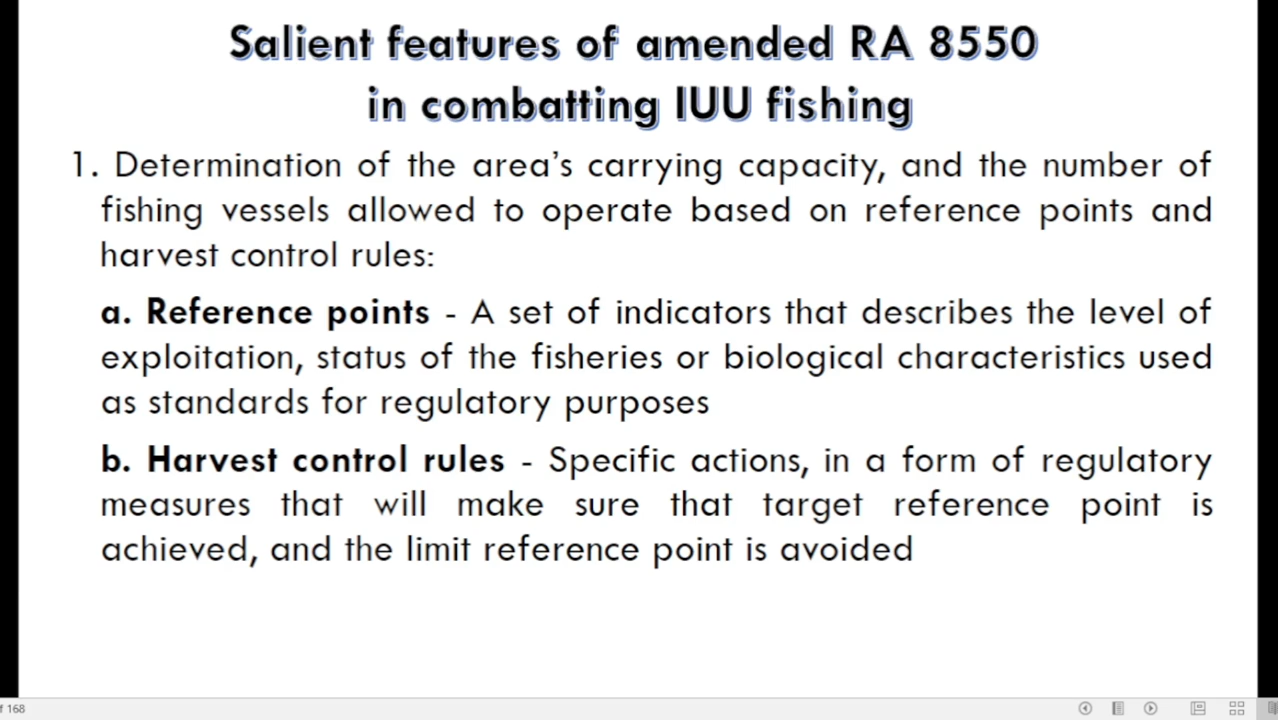 Salient features of amended RA 8550
in combatting IUU fishing
1. Determination of the area's carrying capacity, and the number of
fishing vessels allowed to operate based on reference points and
harvest control rules:
a. Reference points - A set of indicators that describes the level of
exploitation, status of the fisheries or biological characteristics used
as standards for regulatory purposes
b. Harvest control rules - Specific actions, in a form of regulatory
measures that will make sure that target reference point is
achieved, and the limit reference point is avoided
f 168